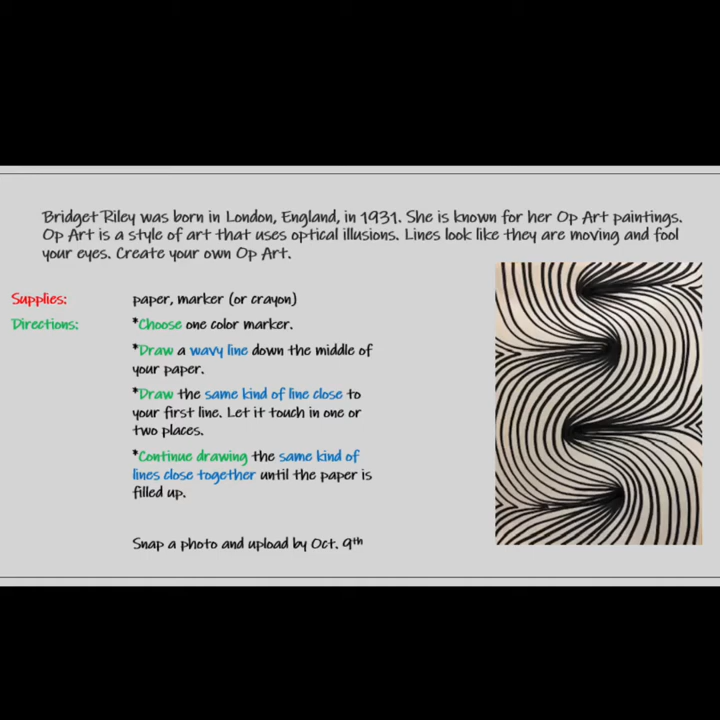 Bridget Riley was born in London, England, in 1931. She is known for her Op Art paintings.
Op Art is a style of art that uses optical illusions. Lines look like they are moving and fool
your eyes. Create your own Op Art.
Supplies: paper, marker (or crayon)
Directions: *Choose one color marker.
*Draw a wavy line down the middle of
your paper.
*Draw the same kind of line close to
your first line. Let it touch in one or
two places.
*Continue drawing the same kind of
lines close together until the paper is
filled up.
Snap a photo and upload by Oct. 9th